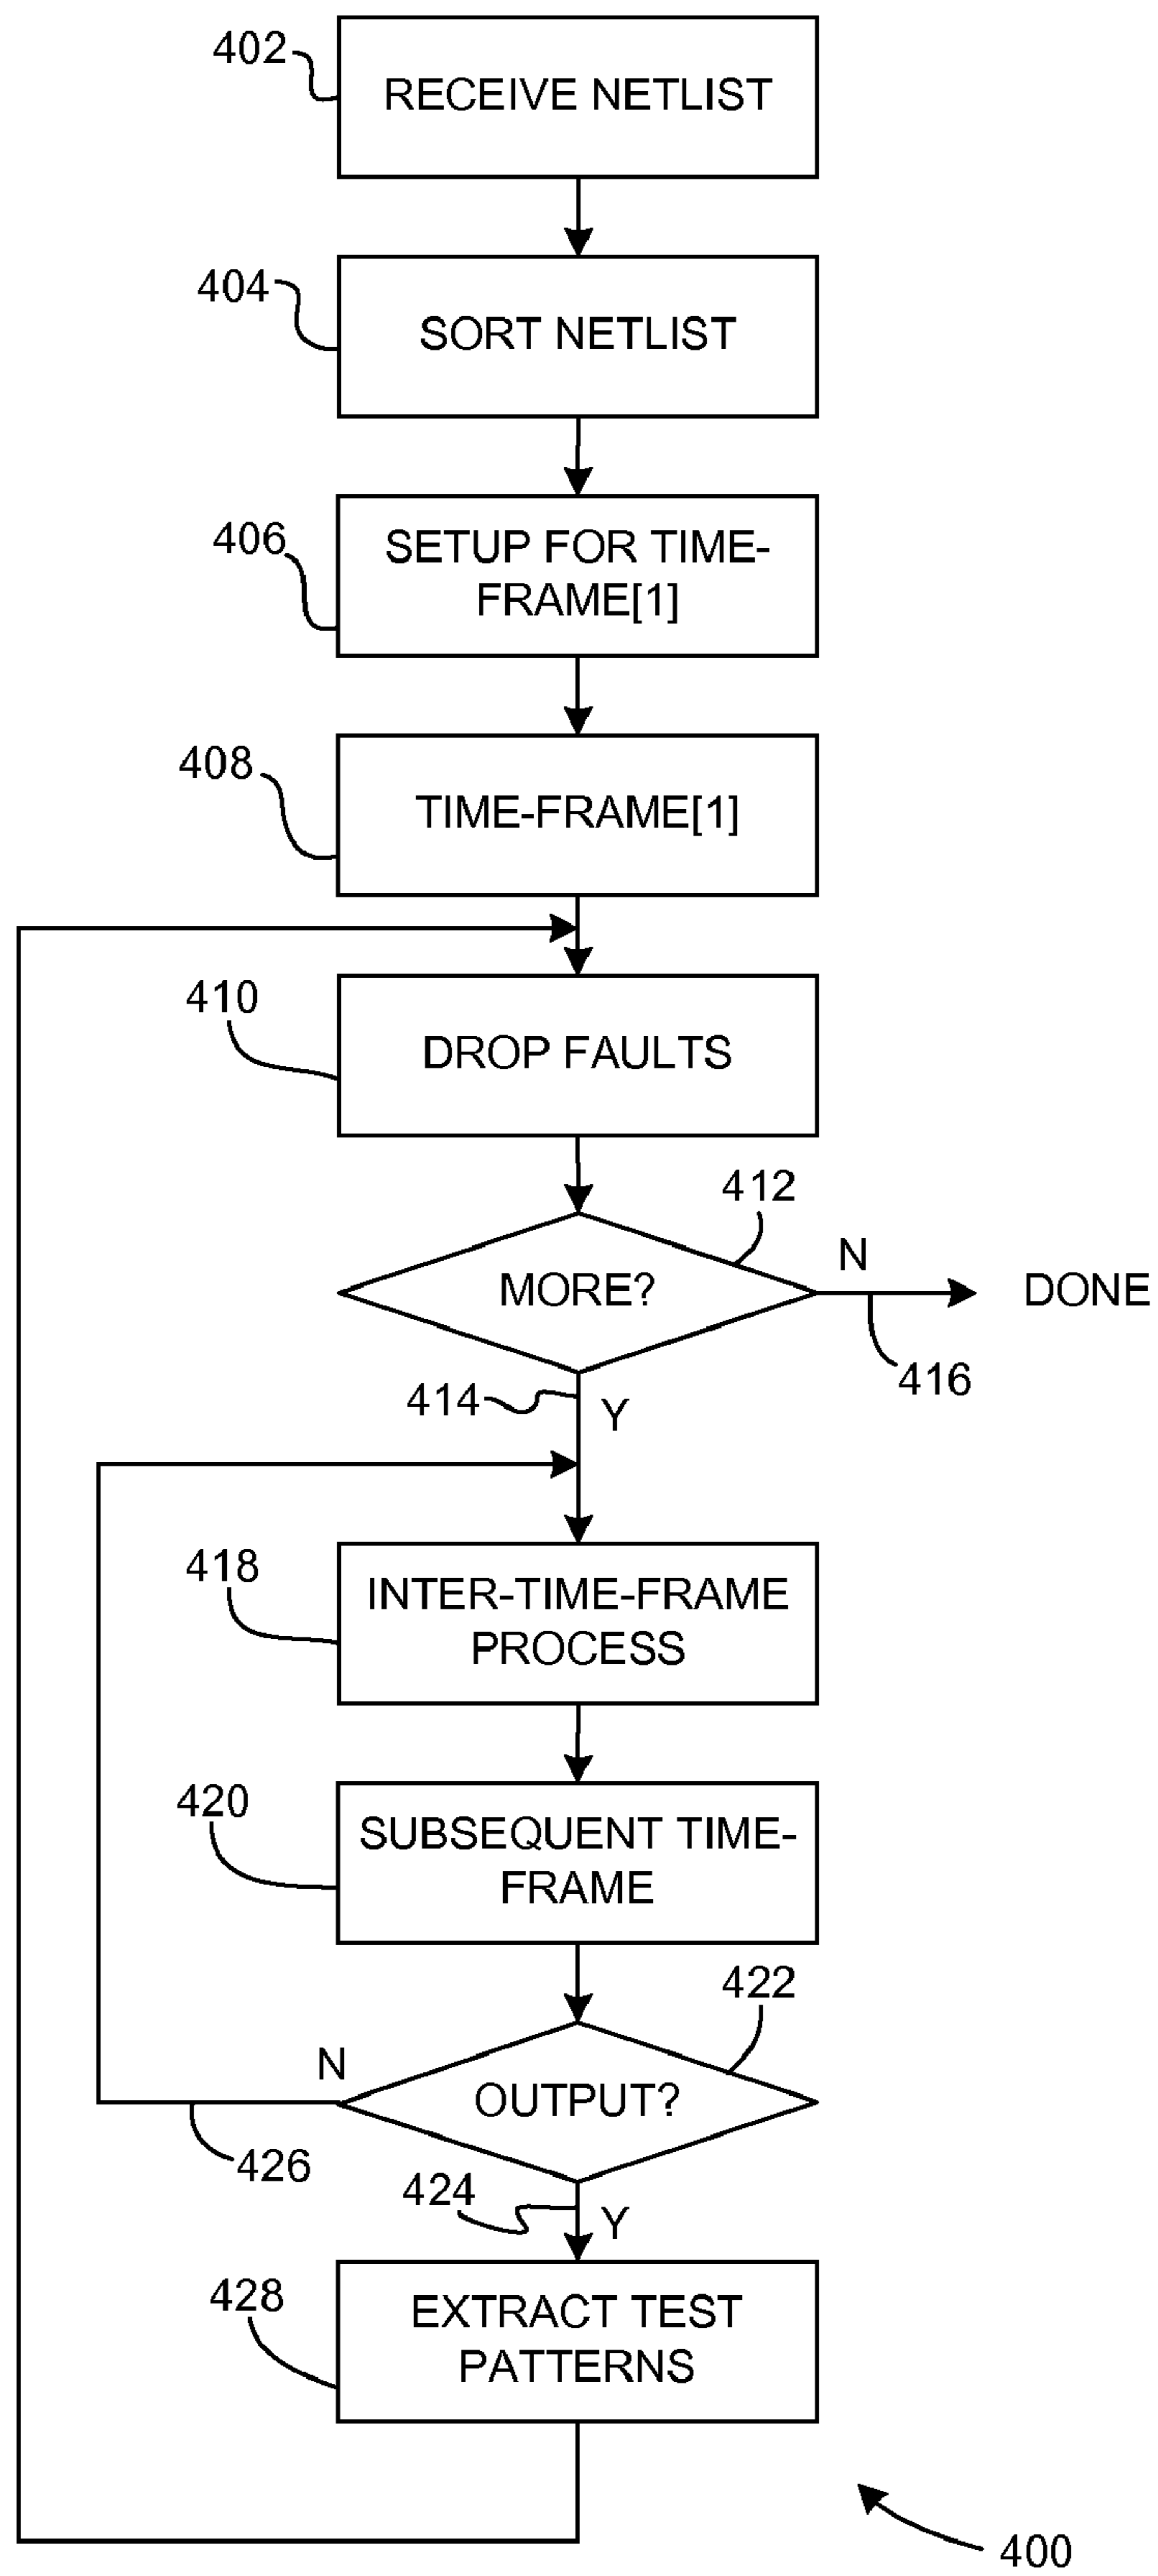 402
RECEIVE NETLIST
404
SORT NETLIST
406
SETUP FOR TIME-
FRAME[1]
408
TIME-FRAME[1]
410
DROP FAULTS
412
MORE?
N
DONE
416
414
Y
418
INTER-TIME-FRAME
PROCESS
420
SUBSEQUENT TIME-
FRAME
422
N
OUTPUT?
426
424
Y
428
EXTRACT TEST
PATTERNS
400